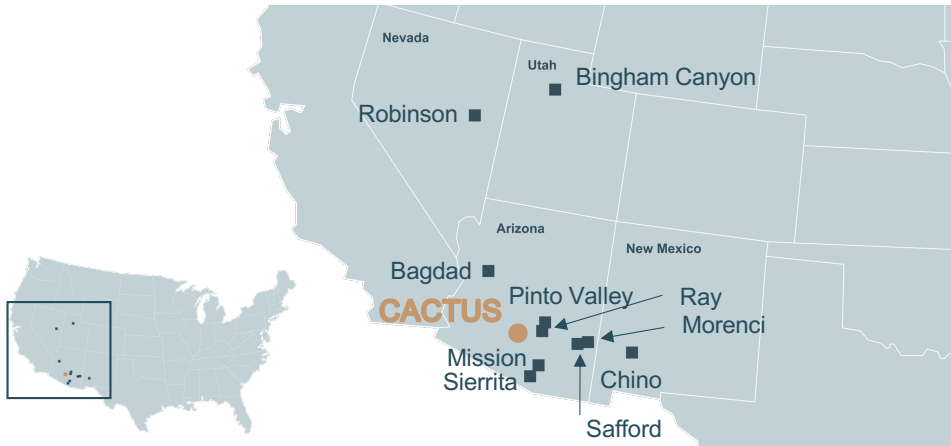 Nevada
Utah
Bingham Canyon
Robinson
Arizona
New Mexico
Bagdad
Pinto Valley
Ray
CACTUS
Morenci
Mission
Sierrita
Chino
Safford